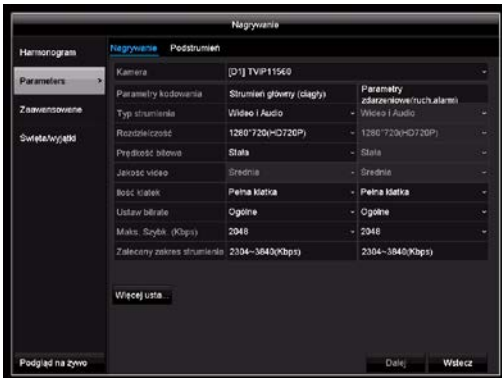 Nagrywanie
Harmonogram
Parameters >
Zaawansowane
Święta/wyjątki
Podgląd na żywo
Nagrywanie Podstrumień
Kamera [D1] TVIP11560
Parametry kodowania Strumień główny (ciągły) Parametry zdarzeniowe/ruch.alarm)
Typ strumienia Wideo i Audio Wideo i Audio
Rozdzielczość 1280*720(HD720P) 1280*720(HD720P)
Prędkość bitowa Stała Stała
Jakość video Średnia Średnia
Ilość klatek Pełna klatka Pełna klatka
Ustaw bitrate Ogólne Ogólne
Maks. Szybk. (Kbps) 2048 2048
Zalecany zakres strumienia 2304~3840(Kbps) 2304~3840(Kbps)
Więcej usta...
Dalej Wstecz